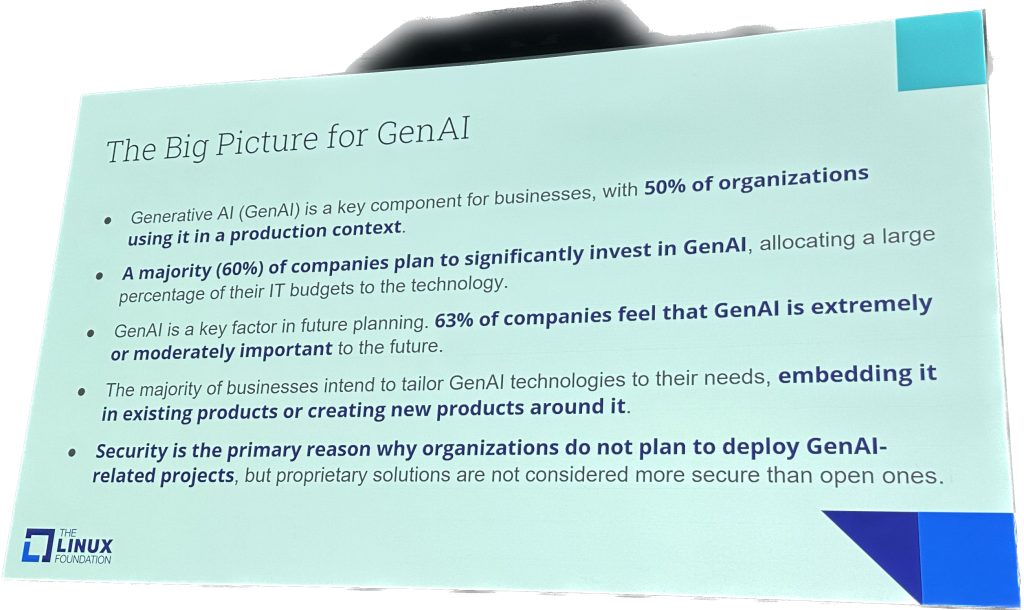 The Big Picture for GenAI
• Generative AI (GenAI) is a key component for businesses, with 50% of organizations
using it in a production context.
• A majority (60%) of companies plan to significantly invest in GenAI, allocating a large
percentage of their IT budgets to the technology.
• GenAI is a key factor in future planning. 63% of companies feel that GenAI is extremely
or moderately important to the future.
• The majority of businesses intend to tailor GenAI technologies to their needs, embedding it
in existing products or creating new products around it.
• Security is the primary reason why organizations do not plan to deploy GenAI-
related projects, but proprietary solutions are not considered more secure than open ones.
THE
LINUX
FOUNDATION